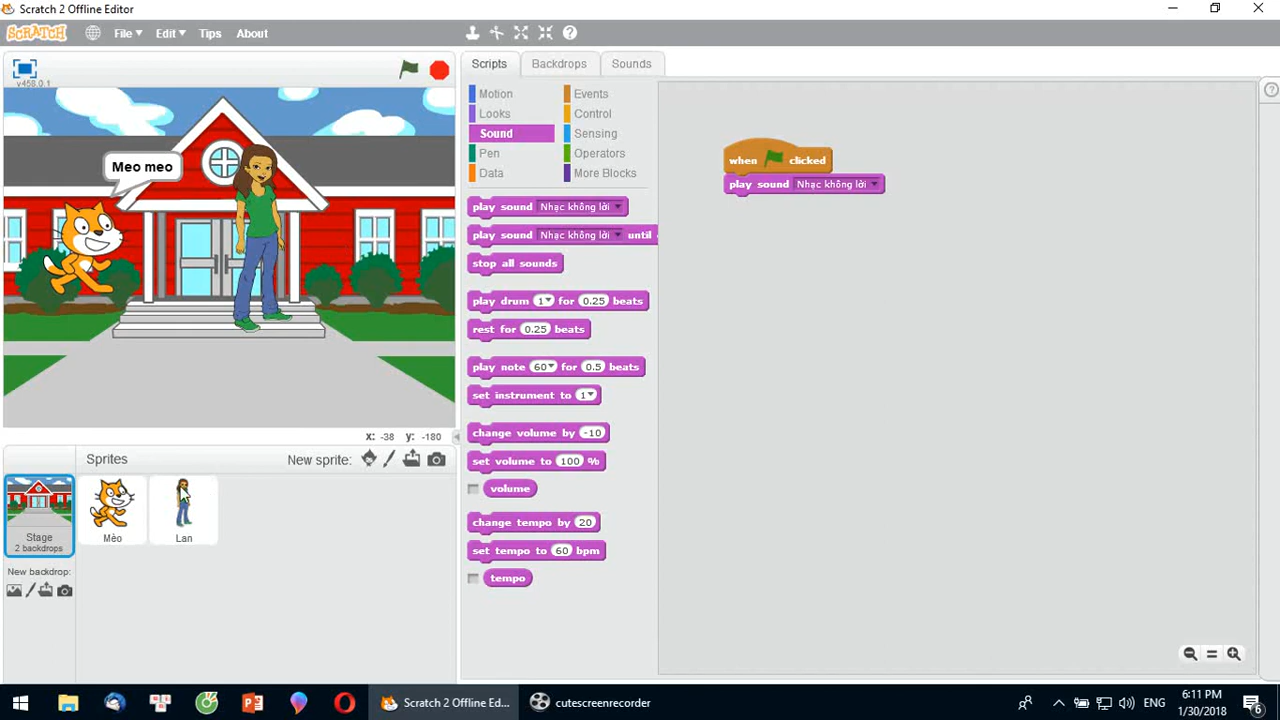 Scratch 2 Offline Editor
SCRATCH
File
Edit
Tips
About
v458.0.1
Meo meo
x: -38 y: -180
Sprites
New sprite:
Stage
2 backdrops
Mèo
Lan
New backdrop:
Scripts
Backdrops
Sounds
Motion
Events
Looks
Control
Sound
Sensing
Pen
Operators
Data
More Blocks
play sound Nhạc không lời
play sound Nhạc không lời until
stop all sounds
play drum 1 for 0.25 beats
rest for 0.25 beats
play note 60 for 0.5 beats
set instrument to 1
change volume by -10
set volume to 100 %
volume
change tempo by 20
set tempo to 60 bpm
tempo
when clicked
play sound Nhạc không lời
Scratch 2 Offline Ed...
cutescreenrecorder
ENG
6:11 PM
1/30/2018
6